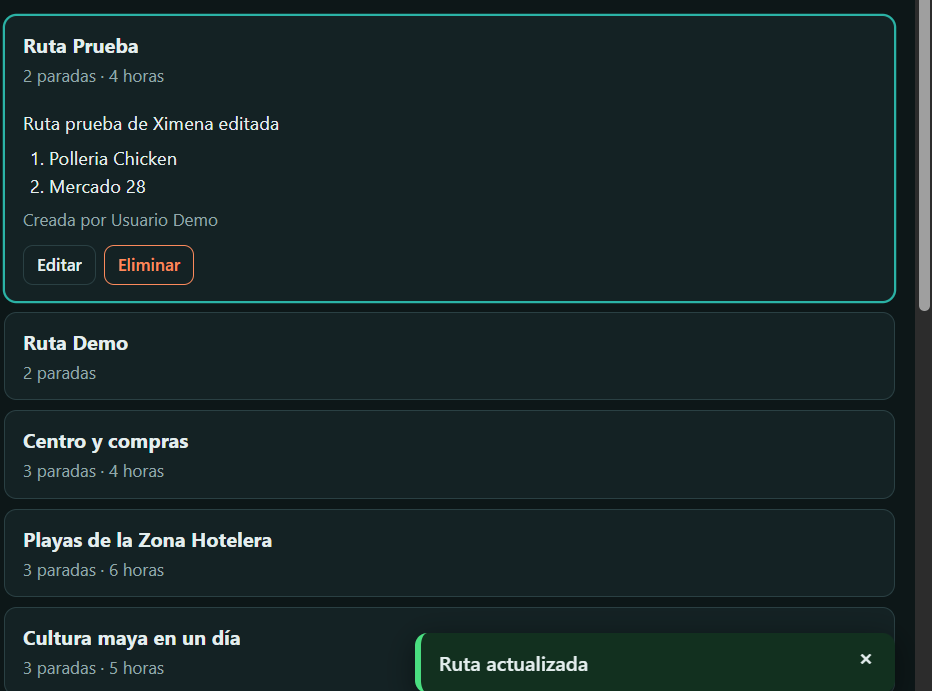 Ruta Prueba
2 paradas · 4 horas
Ruta prueba de Ximena editada
1. Polleria Chicken
2. Mercado 28
Creada por Usuario Demo
Editar Eliminar
Ruta Demo
2 paradas
Centro y compras
3 paradas · 4 horas
Playas de la Zona Hotelera
3 paradas · 6 horas
Cultura maya en un día
3 paradas · 5 horas
Ruta actualizada ×